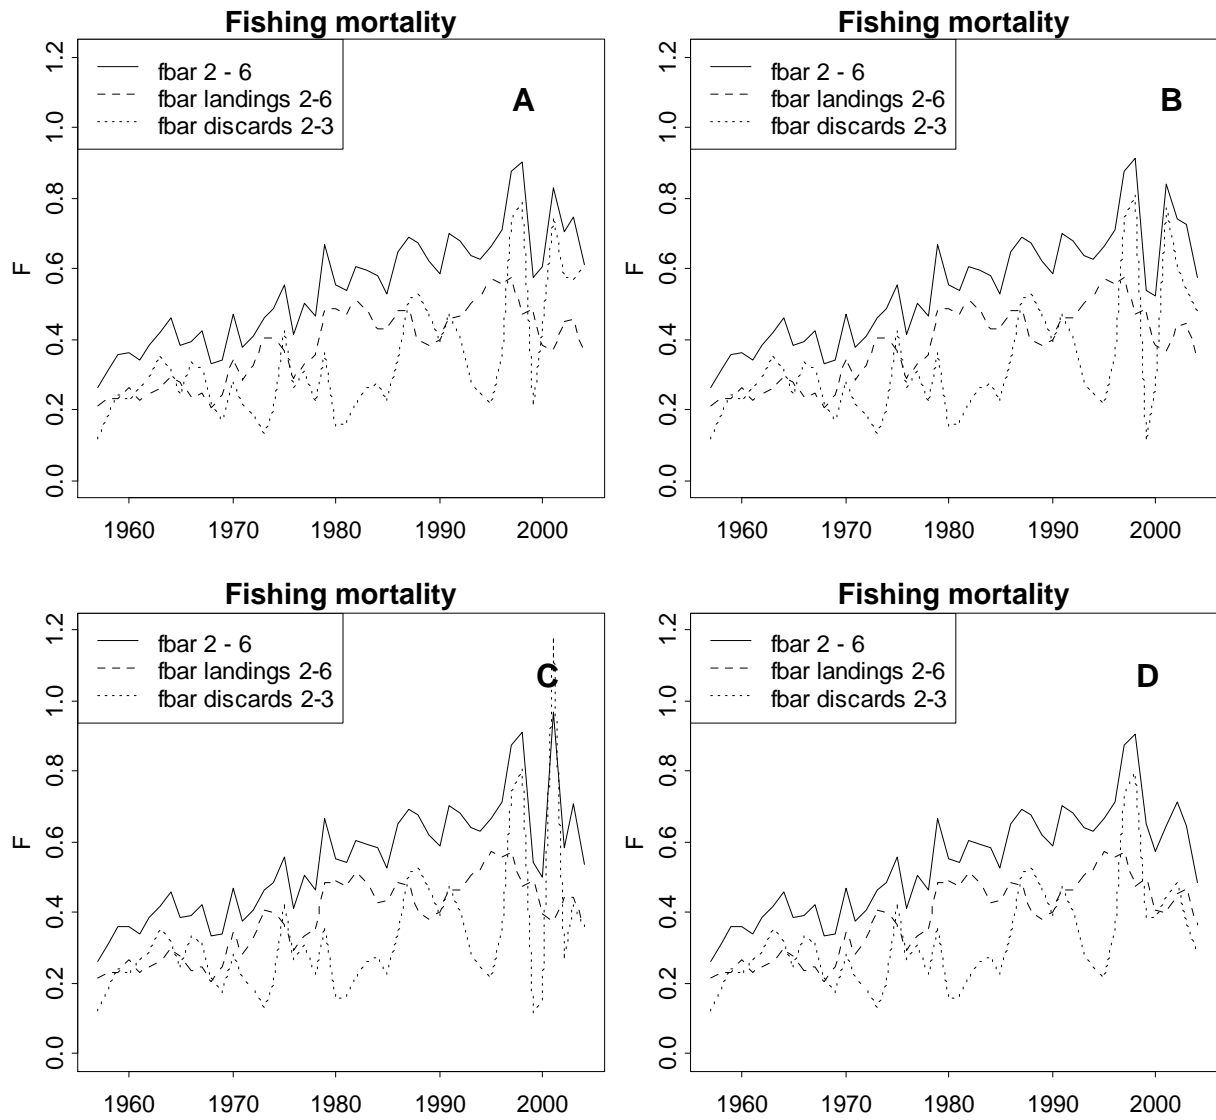 Fishing mortality
fbar 2 - 6
fbar landings 2-6
fbar discards 2-3
A
F
0.0 0.2 0.4 0.6 0.8 1.0 1.2
1960 1970 1980 1990 2000
Fishing mortality
fbar 2 - 6
fbar landings 2-6
fbar discards 2-3
B
F
0.0 0.2 0.4 0.6 0.8 1.0 1.2
1960 1970 1980 1990 2000
Fishing mortality
fbar 2 - 6
fbar landings 2-6
fbar discards 2-3
C
F
0.0 0.2 0.4 0.6 0.8 1.0 1.2
1960 1970 1980 1990 2000
Fishing mortality
fbar 2 - 6
fbar landings 2-6
fbar discards 2-3
D
F
0.0 0.2 0.4 0.6 0.8 1.0 1.2
1960 1970 1980 1990 2000